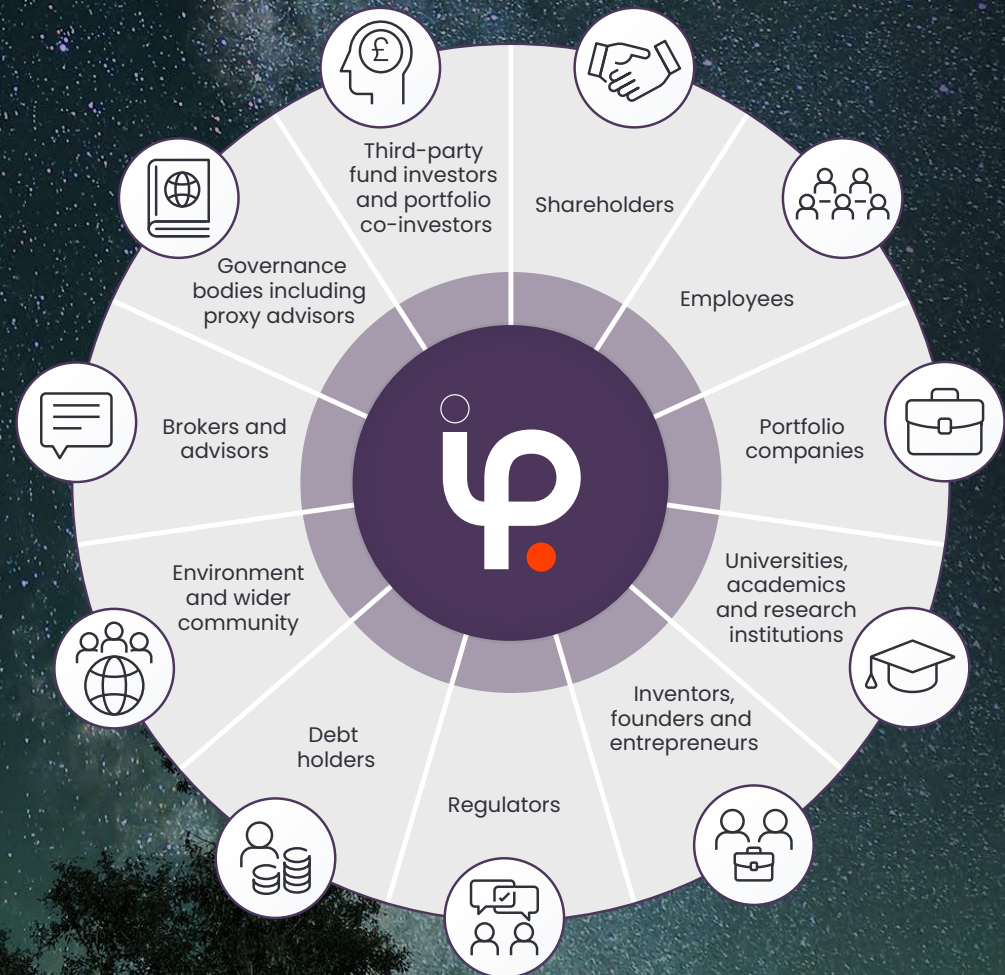 £
Third-party
fund investors
and portfolio
co-investors
Shareholders
Employees
Governance
bodies including
proxy advisors
Brokers and
advisors
Portfolio
companies
Universities,
academics
and research
institutions
Environment
and wider
community
Inventors,
founders and
entrepreneurs
Debt
holders
Regulators
ip